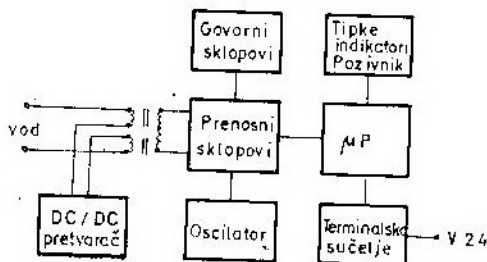 Govorni
sklopovi
Tipke
indikatori
Pozivnik
vod
Prenosni
sklopovi
μP
DC / DC
pretvarač
Oscilator
Terminalsko
sučelje
V 24